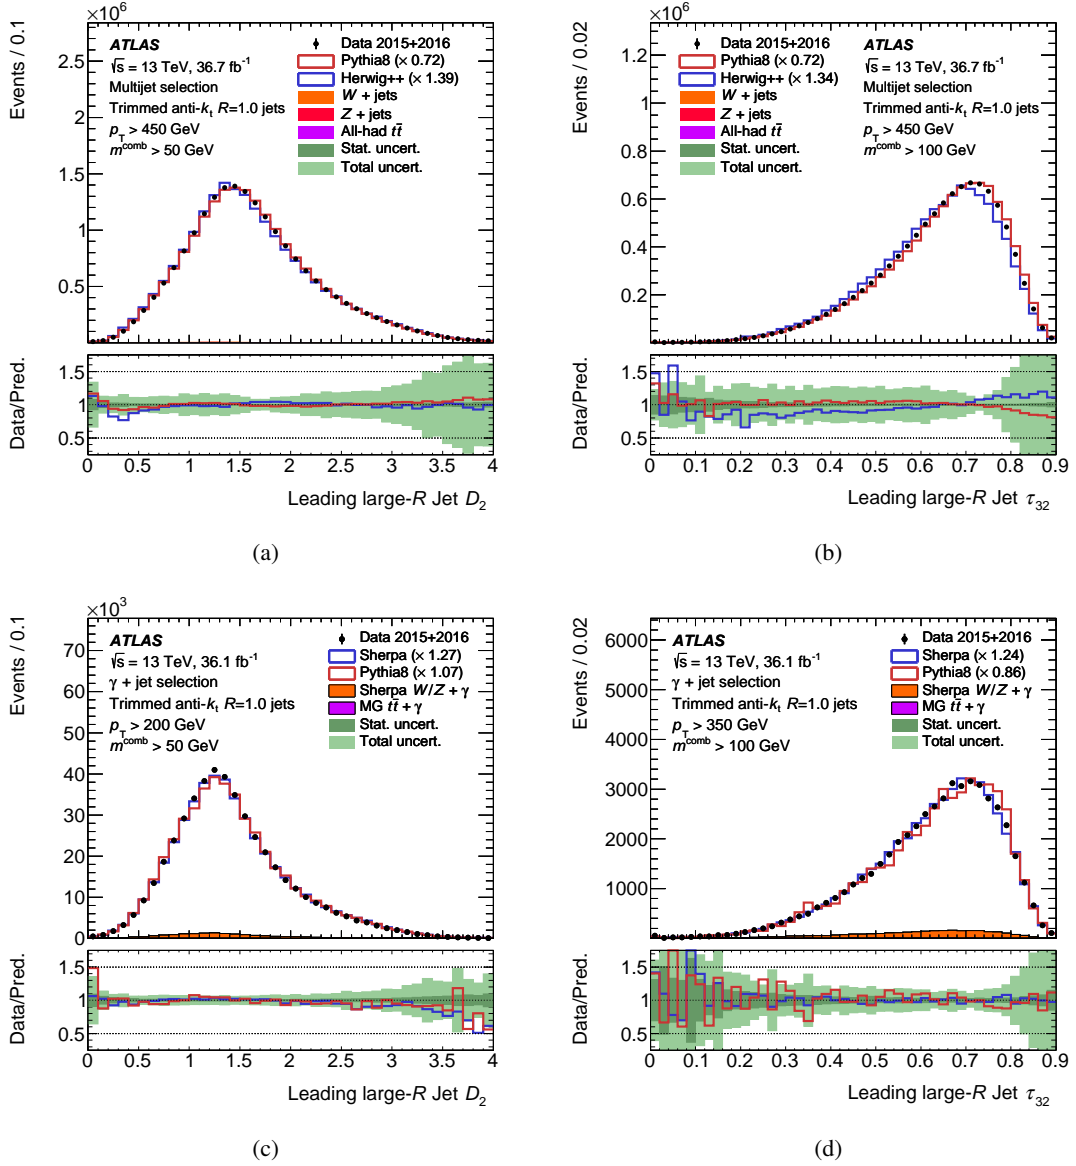 ×10⁶
Events / 0.1
2.5
2
1.5
1
0.5
0
ATLAS
√s = 13 TeV, 36.7 fb⁻¹
Multijet selection
Trimmed anti-kₜ R=1.0 jets
p_T > 450 GeV
m^comb > 50 GeV
Data 2015+2016
Pythia8 (× 0.72)
Herwig++ (× 1.39)
W + jets
Z + jets
All-had tt̄
Stat. uncert.
Total uncert.
Data/Pred.
1.5
1
0.5
0 0.5 1 1.5 2 2.5 3 3.5 4
Leading large-R Jet D₂
(a)
×10⁶
Events / 0.02
1.2
1
0.8
0.6
0.4
0.2
Data 2015+2016
Pythia8 (× 0.72)
Herwig++ (× 1.34)
W + jets
Z + jets
All-had tt̄
Stat. uncert.
Total uncert.
ATLAS
√s = 13 TeV, 36.7 fb⁻¹
Multijet selection
Trimmed anti-kₜ R=1.0 jets
p_T > 450 GeV
m^comb > 100 GeV
Data/Pred.
1.5
1
0.5
0 0.1 0.2 0.3 0.4 0.5 0.6 0.7 0.8 0.9
Leading large-R Jet τ₃₂
(b)
×10³
Events / 0.1
70
60
50
40
30
20
10
0
ATLAS
√s = 13 TeV, 36.1 fb⁻¹
γ + jet selection
Trimmed anti-kₜ R=1.0 jets
p_T > 200 GeV
m^comb > 50 GeV
Data 2015+2016
Sherpa (× 1.27)
Pythia8 (× 1.07)
Sherpa W/Z + γ
MG tt̄ + γ
Stat. uncert.
Total uncert.
Data/Pred.
1.5
1
0.5
0 0.5 1 1.5 2 2.5 3 3.5 4
Leading large-R Jet D₂
(c)
Events / 0.02
6000
5000
4000
3000
2000
1000
ATLAS
√s = 13 TeV, 36.1 fb⁻¹
γ + jet selection
Trimmed anti-kₜ R=1.0 jets
p_T > 350 GeV
m^comb > 100 GeV
Data 2015+2016
Sherpa (× 1.24)
Pythia8 (× 0.86)
Sherpa W/Z + γ
MG tt̄ + γ
Stat. uncert.
Total uncert.
Data/Pred.
1.5
1
0.5
0 0.1 0.2 0.3 0.4 0.5 0.6 0.7 0.8 0.9
Leading large-R Jet τ₃₂
(d)